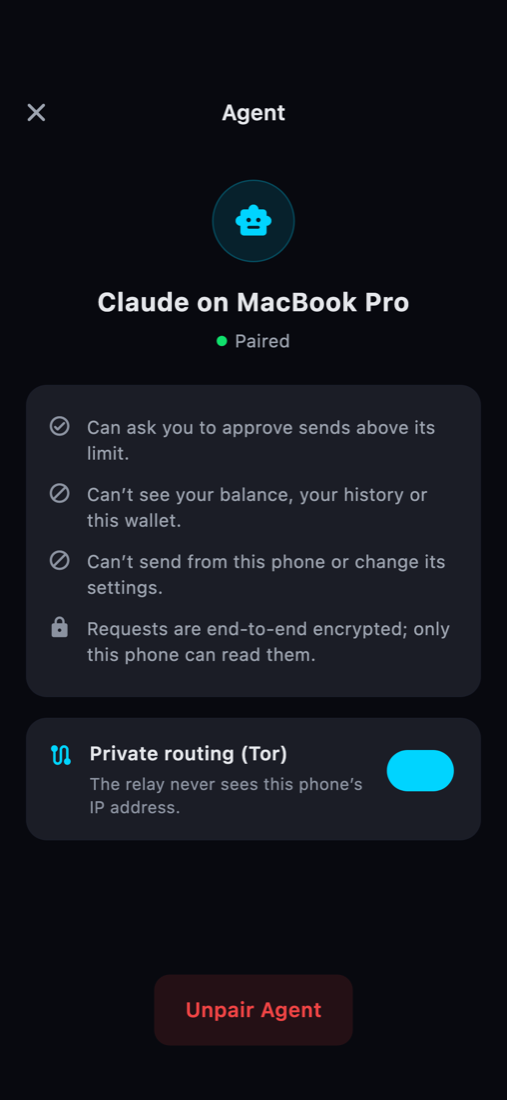 Agent
Claude on MacBook Pro
Paired
Can ask you to approve sends above its
limit.
Can’t see your balance, your history or
this wallet.
Can’t send from this phone or change its
settings.
Requests are end-to-end encrypted; only
this phone can read them.
Private routing (Tor)
The relay never sees this phone’s
IP address.
Unpair Agent